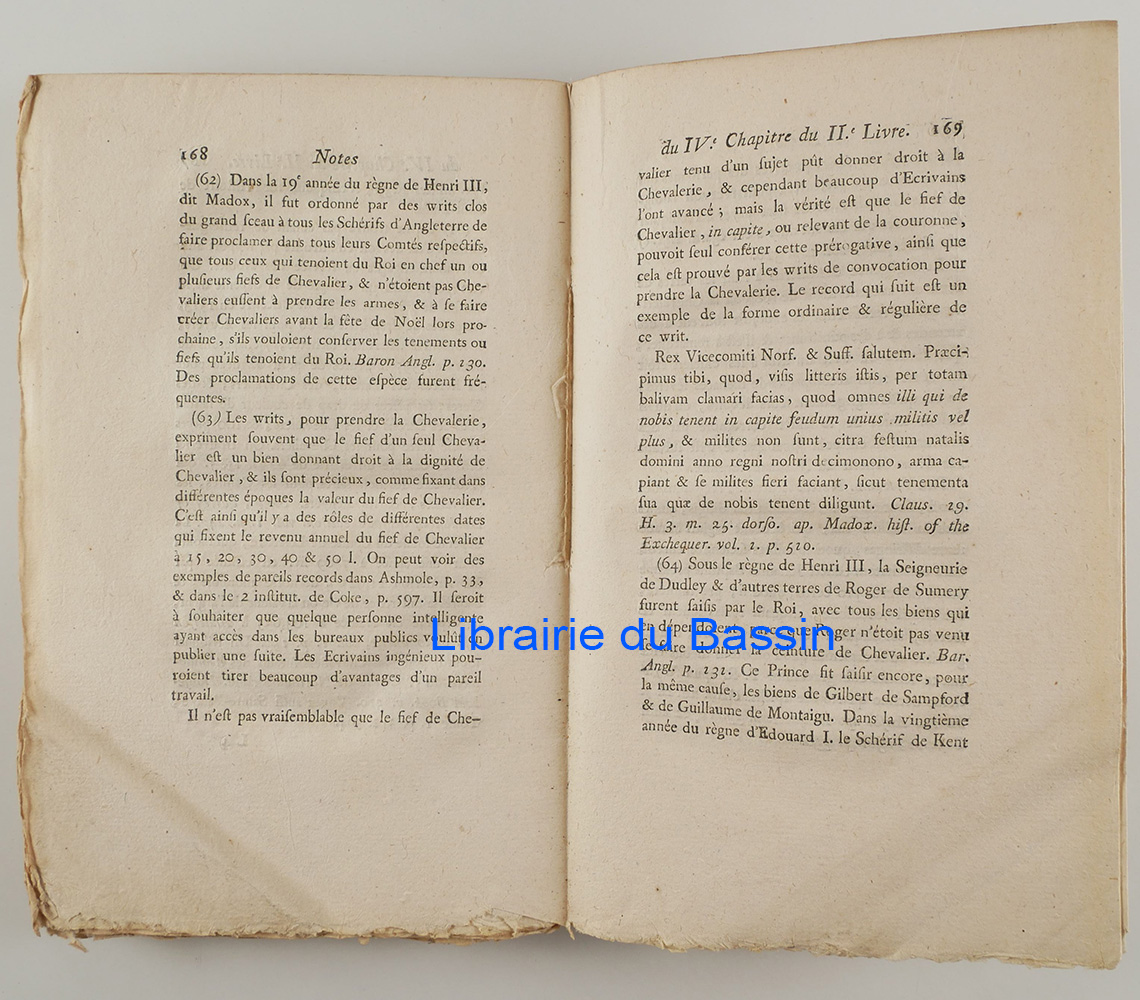 168 Notes
(62) Dans la 19e année du règne de Henri III,
dit Madox, il fut ordonné par des writs clos
du grand ſceau à tous les Schérifs d'Angleterre de
faire proclamer dans tous leurs Comtés reſpectifs,
que tous ceux qui tenoient du Roi en chef un ou
pluſieurs fiefs de Chevalier, & n'étoient pas Che-
valiers euſſent à prendre les armes, & à ſe faire
créer Chevaliers avant la fête de Noël lors pro-
chaine, s'ils vouloient conſerver les tenements ou
fiefs qu'ils tenoient du Roi. Baron Angl. p. 130.
Des proclamations de cette eſpèce furent fré-
quentes.
(63) Les writs, pour prendre la Chevalerie,
expriment ſouvent que le fief d'un ſeul Cheva-
lier eſt un bien donnant droit à la dignité de
Chevalier, & ils ſont précieux, comme fixant dans
différentes époques la valeur du fief de Chevalier.
C'eſt ainſi qu'il y a des rôles de différentes dates
qui fixent le revenu annuel du fief de Chevalier
à 15, 20, 30, 40 & 50 l. On peut voir des
exemples de pareils records dans Ashmole, p. 33,
& dans le 2 inſtitut. de Coke, p. 597. Il ſeroit
à ſouhaiter que quelque perſonne intelligente
ayant accès dans les bureaux publics voulût en
publier une ſuite. Les Ecrivains ingénieux pou-
roient tirer beaucoup d'avantages d'un pareil
travail.
Il n'eſt pas vraiſemblable que le fief de Che-
du IV.e Chapitre du II.e Livre. 169
valier tenu d'un ſujet pût donner droit à la
Chevalerie, & cependant beaucoup d'Ecrivains
l'ont avancé; mais la vérité eſt que le fief de
Chevalier, in capite, ou relevant de la couronne,
pouvoit ſeul conférer cette prérogative, ainſi que
cela eſt prouvé par les writs de convocation pour
prendre la Chevalerie. Le record qui ſuit eſt un
exemple de la forme ordinaire & régulière de
ce writ.
Rex Vicecomiti Norf. & Suff. ſalutem. Præci-
pimus tibi, quod, viſis litteris iſtis, per totam
balivam clamari facias, quod omnes illi qui de
nobis tenent in capite feudum unius militis vel
plus, & milites non ſunt, citra feſtum natalis
domini anno regni noſtri decimonono, arma ca-
piant & ſe milites fieri faciant, ſicut tenementa
ſua quæ de nobis tenent diligunt. Claus. 19.
H. 3. m. 25. dorſo. ap. Madox. hiſt. of the
Exchequer. vol. 1. p. 510.
(64) Sous le règne de Henri III, la Seigneurie
de Dudley & d'autres terres de Roger de Sumery
furent ſaiſis par le Roi, avec tous les biens qui
en dépendoient, parce que Roger n'étoit pas venu
ſe faire donner la ceinture de Chevalier. Bar.
Angl. p. 131. Ce Prince fit ſaiſir encore, pour
la même cauſe, les biens de Gilbert de Sampford
& de Guillaume de Montaigu. Dans la vingtième
année du règne d'Edouard I. le Schérif de Kent
Librairie du Bassin